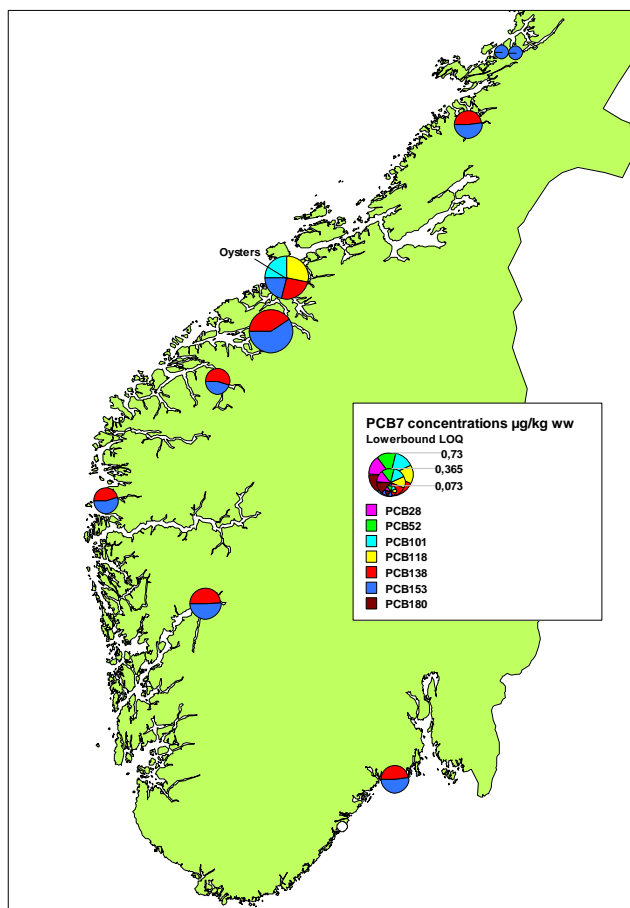 Oysters
PCB7 concentrations µg/kg ww
Lowerbound LOQ
0,73
0,365
0,073
PCB28
PCB52
PCB101
PCB118
PCB138
PCB153
PCB180